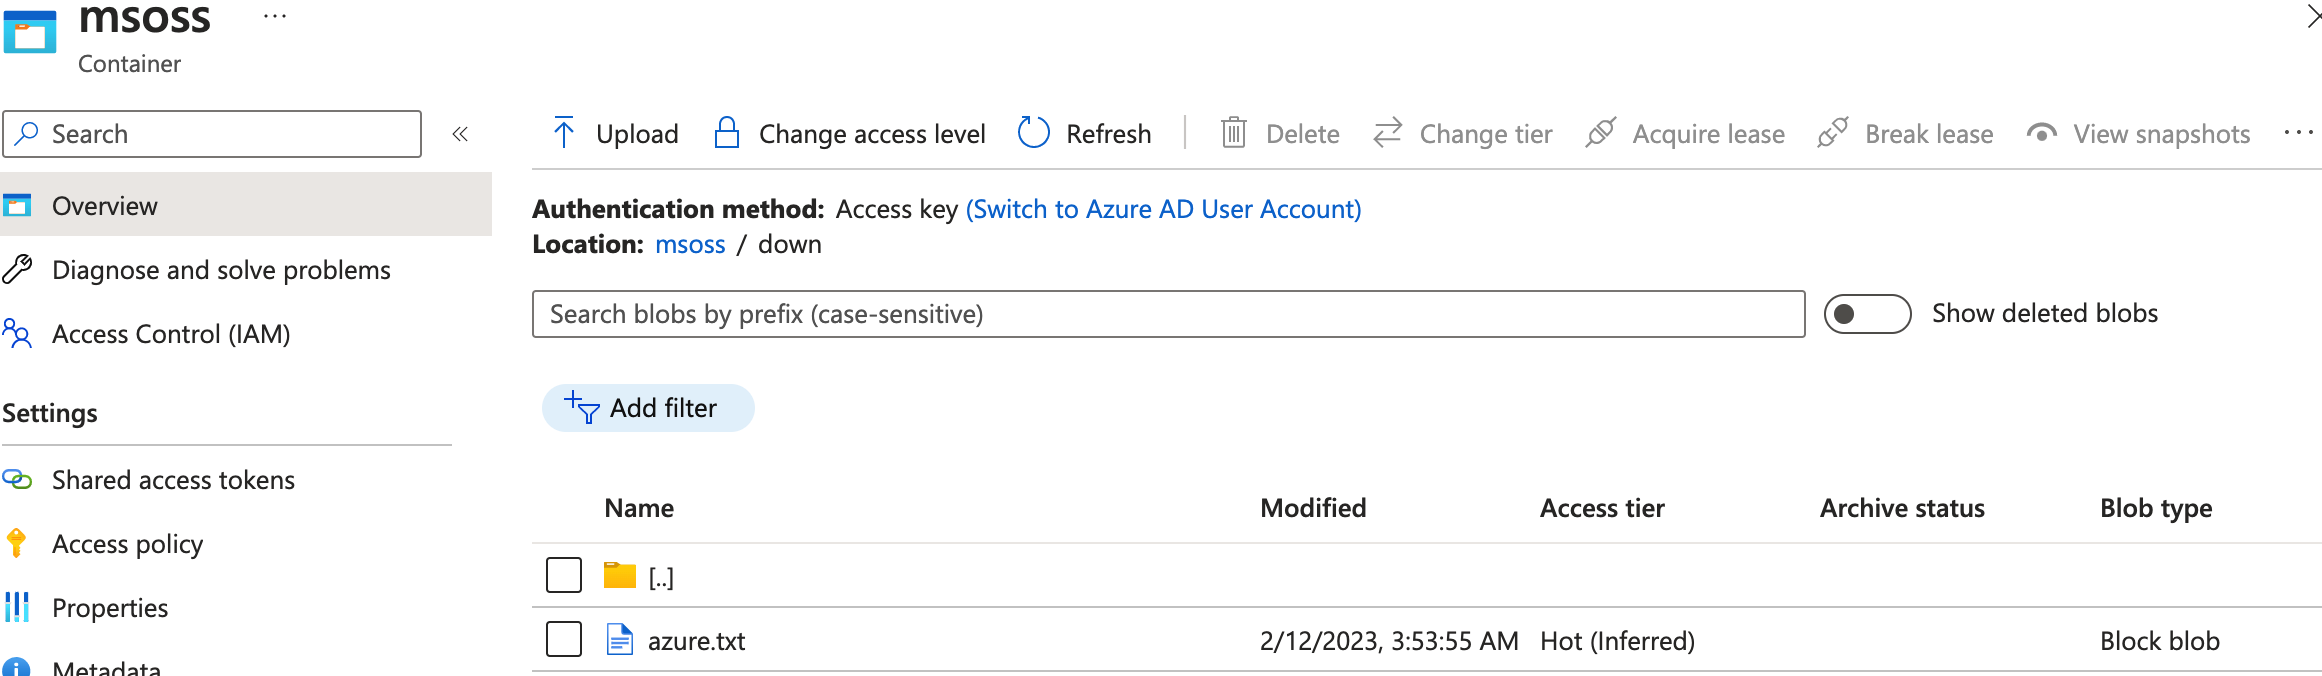 msoss ...
Container
Search «
Upload Change access level Refresh Delete Change tier Acquire lease Break lease View snapshots ...
Overview
Authentication method: Access key (Switch to Azure AD User Account)
Location: msoss / down
Diagnose and solve problems
Search blobs by prefix (case-sensitive) Show deleted blobs
Access Control (IAM)
Add filter
Settings
Shared access tokens
Name Modified Access tier Archive status Blob type
Access policy
[..]
Properties
azure.txt 2/12/2023, 3:53:55 AM Hot (Inferred) Block blob
Metadata